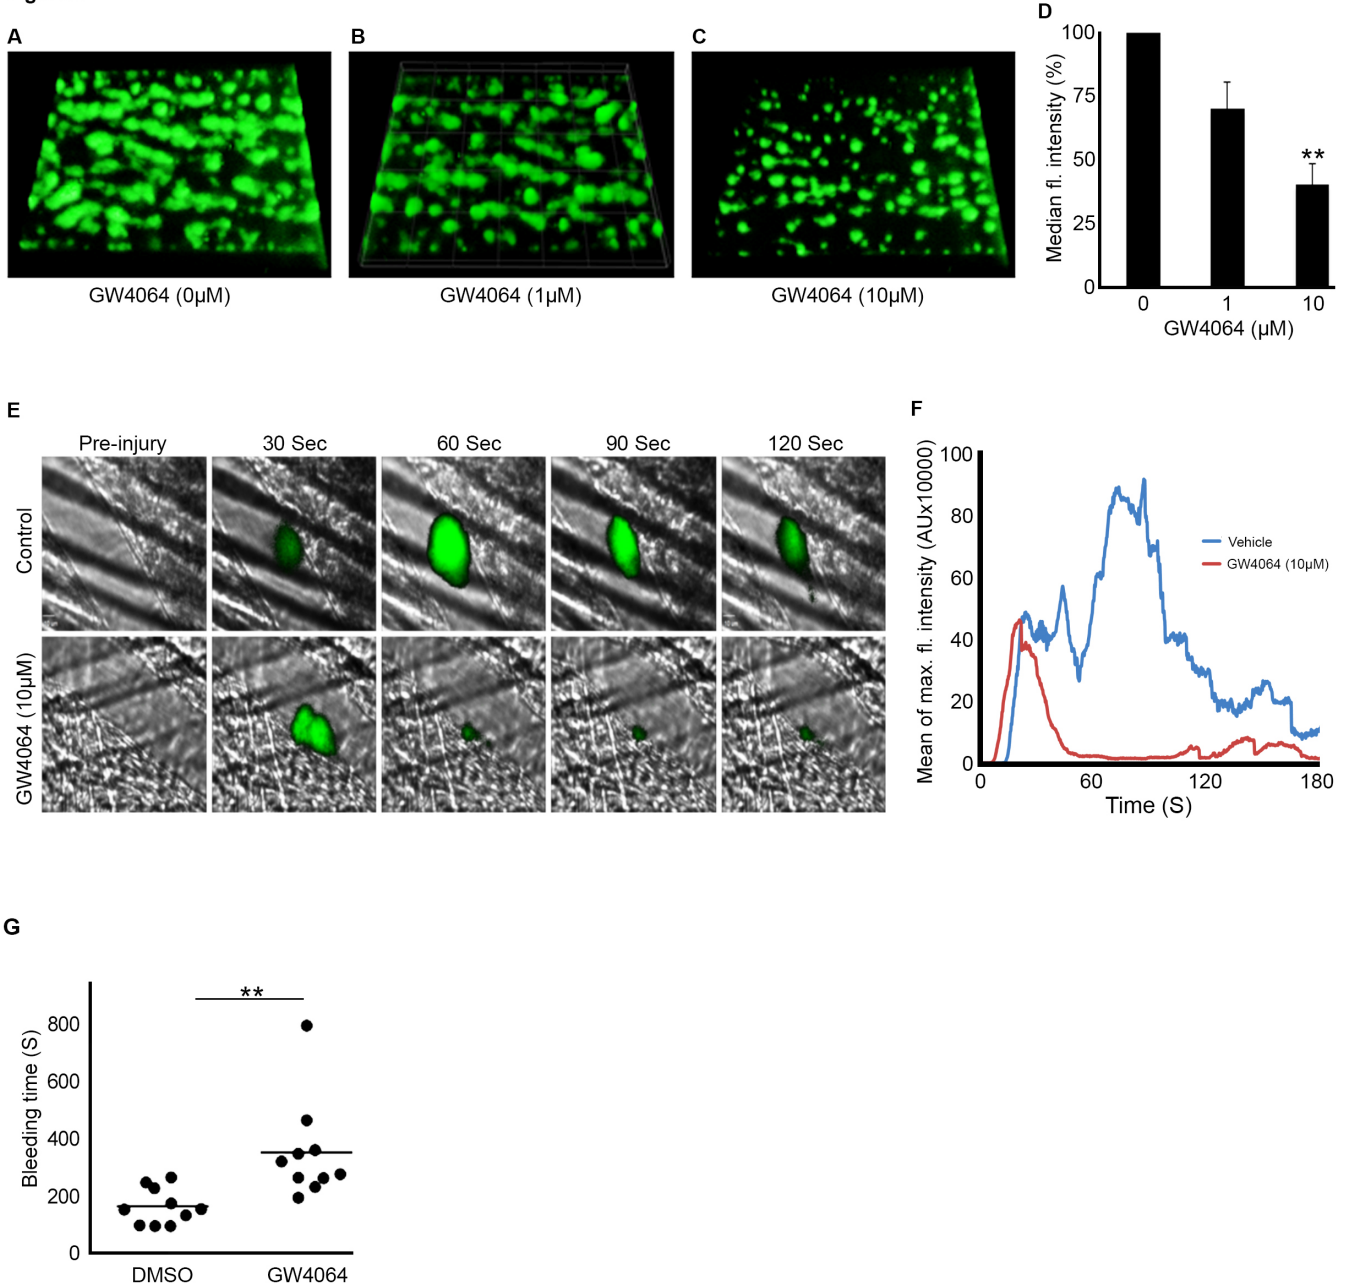 A
B
C
D
GW4064 (0µM)
GW4064 (1µM)
GW4064 (10µM)
Median fl. intensity (%)
100
75
50
25
0
**
0 1 10
GW4064 (µM)
E
Pre-injury 30 Sec 60 Sec 90 Sec 120 Sec
Control
GW4064 (10µM)
F
Mean of max. fl. intensity (AUx10000)
100
80
60
40
20
0
Vehicle
GW4064 (10µM)
0 60 120 180
Time (S)
G
Bleeding time (S)
800
600
400
200
0
**
DMSO GW4064